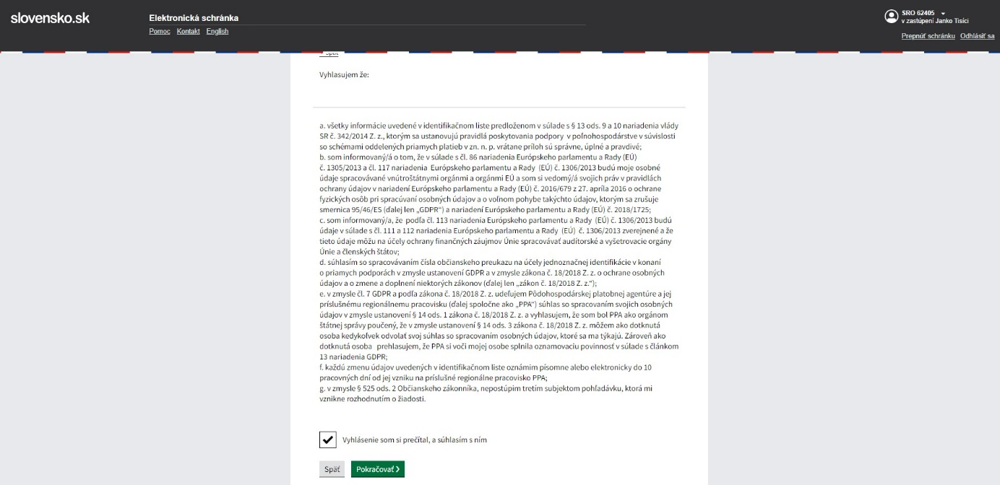 slovensko.sk
Elektronická schránka
Pomoc Kontakt English
SRO 62405
v zastúpení Janko Tisíci
Prepnúť schránku Odhlásiť sa
Späť
Vyhlasujem že:
a. všetky informácie uvedené v identifikačnom liste predloženom v súlade s § 13 ods. 9 a 10 nariadenia vlády
SR č. 342/2014 Z. z., ktorým sa ustanovujú pravidlá poskytovania podpory v poľnohospodárstve v súvislosti
so schémami oddelených priamych platieb v zn. n. p. vrátane príloh sú správne, úplné a pravdivé;
b. som informovaný/á o tom, že v súlade s čl. 86 nariadenia Európskeho parlamentu a Rady (EÚ)
č. 1305/2013 a čl. 117 nariadenia Európskeho parlamentu a Rady (EÚ) č. 1306/2013 budú moje osobné
údaje spracovávané vnútroštátnymi orgánmi a orgánmi EÚ a som si vedomý/á svojich práv v pravidlách
ochrany údajov v nariadení Európskeho parlamentu a Rady (EÚ) č. 2016/679 z 27. apríla 2016 o ochrane
fyzických osôb pri spracúvaní osobných údajov a o voľnom pohybe takýchto údajov, ktorým sa zrušuje
smernica 95/46/ES (ďalej len „GDPR“) a nariadení Európskeho parlamentu a Rady (EÚ) č. 2018/1725;
c. som informovaný/a, že podľa čl. 113 nariadenia Európskeho parlamentu a Rady (EÚ) č. 1306/2013 budú
údaje v súlade s čl. 111 a 112 nariadenia Európskeho parlamentu a Rady (EÚ) č. 1306/2013 zverejnené a že
tieto údaje môžu na účely ochrany finančných záujmov Únie spracovávať audítorské a vyšetrovacie orgány
Únie a členských štátov;
d. súhlasím so spracovávaním čísla občianskeho preukazu na účely jednoznačnej identifikácie v konaní
o priamych podporách v zmysle ustanovení GDPR a v zmysle zákona č. 18/2018 Z. z. o ochrane osobných
údajov a o zmene a doplnení niektorých zákonov (ďalej len „zákon č. 18/2018 Z. z.“);
e. v zmysle čl. 7 GDPR a podľa zákona č. 18/2018 Z. z. udeľujem Pôdohospodárskej platobnej agentúre a jej
príslušnému regionálnemu pracovisku (ďalej spoločne ako „PPA“) súhlas so spracovaním svojich osobných
údajov v zmysle ustanovení § 14 ods. 1 zákona č. 18/2018 Z. z. a vyhlasujem, že som bol PPA ako orgánom
štátnej správy poučený, že v zmysle ustanovení § 14 ods. 3 zákona č. 18/2018 Z. z. môžem ako dotknutá
osoba kedykoľvek odvolať svoj súhlas so spracovaním osobných údajov, ktoré sa ma týkajú. Zároveň ako
dotknutá osoba prehlasujem, že PPA si voči mojej osobe splnila oznamovaciu povinnosť v súlade s článkom
13 nariadenia GDPR;
f. každú zmenu údajov uvedených v identifikačnom liste oznámim písomne alebo elektronicky do 10
pracovných dní od jej vzniku na príslušné regionálne pracovisko PPA;
g. v zmysle § 525 ods. 2 Občianskeho zákonníka, nepostúpim tretím subjektom pohľadávku, ktorá mi
vznikne rozhodnutím o žiadosti.
Vyhlásenie som si prečítal, a súhlasím s ním
Späť Pokračovať